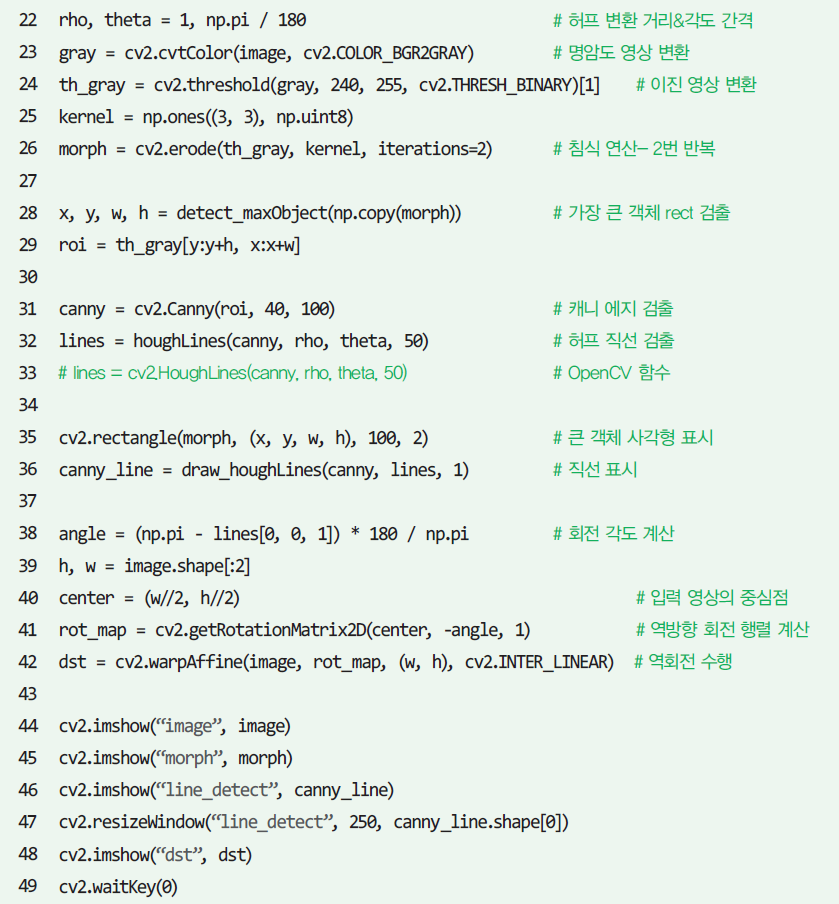 22 rho, theta = 1, np.pi / 180 # 허프 변환 거리&각도 간격
23 gray = cv2.cvtColor(image, cv2.COLOR_BGR2GRAY) # 명암도 영상 변환
24 th_gray = cv2.threshold(gray, 240, 255, cv2.THRESH_BINARY)[1] # 이진 영상 변환
25 kernel = np.ones((3, 3), np.uint8)
26 morph = cv2.erode(th_gray, kernel, iterations=2) # 침식 연산- 2번 반복
27
28 x, y, w, h = detect_maxObject(np.copy(morph)) # 가장 큰 객체 rect 검출
29 roi = th_gray[y:y+h, x:x+w]
30
31 canny = cv2.Canny(roi, 40, 100) # 캐니 에지 검출
32 lines = houghLines(canny, rho, theta, 50) # 허프 직선 검출
33 # lines = cv2.HoughLines(canny, rho, theta, 50) # OpenCV 함수
34
35 cv2.rectangle(morph, (x, y, w, h), 100, 2) # 큰 객체 사각형 표시
36 canny_line = draw_houghLines(canny, lines, 1) # 직선 표시
37
38 angle = (np.pi - lines[0, 0, 1]) * 180 / np.pi # 회전 각도 계산
39 h, w = image.shape[:2]
40 center = (w//2, h//2) # 입력 영상의 중심점
41 rot_map = cv2.getRotationMatrix2D(center, -angle, 1) # 역방향 회전 행렬 계산
42 dst = cv2.warpAffine(image, rot_map, (w, h), cv2.INTER_LINEAR) # 역회전 수행
43
44 cv2.imshow(“image”, image)
45 cv2.imshow(“morph”, morph)
46 cv2.imshow(“line_detect”, canny_line)
47 cv2.resizeWindow(“line_detect”, 250, canny_line.shape[0])
48 cv2.imshow(“dst”, dst)
49 cv2.waitKey(0)